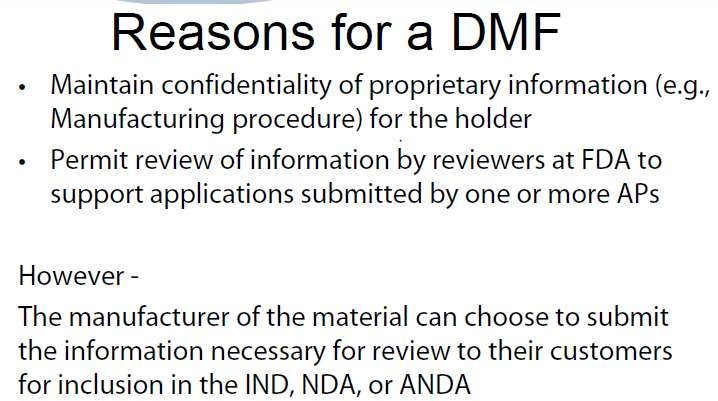 Reasons for a DMF
• Maintain confidentiality of proprietary information (e.g.,
Manufacturing procedure) for the holder
• Permit review of information by reviewers at FDA to
support applications submitted by one or more APs
However -
The manufacturer of the material can choose to submit
the information necessary for review to their customers
for inclusion in the IND, NDA, or ANDA